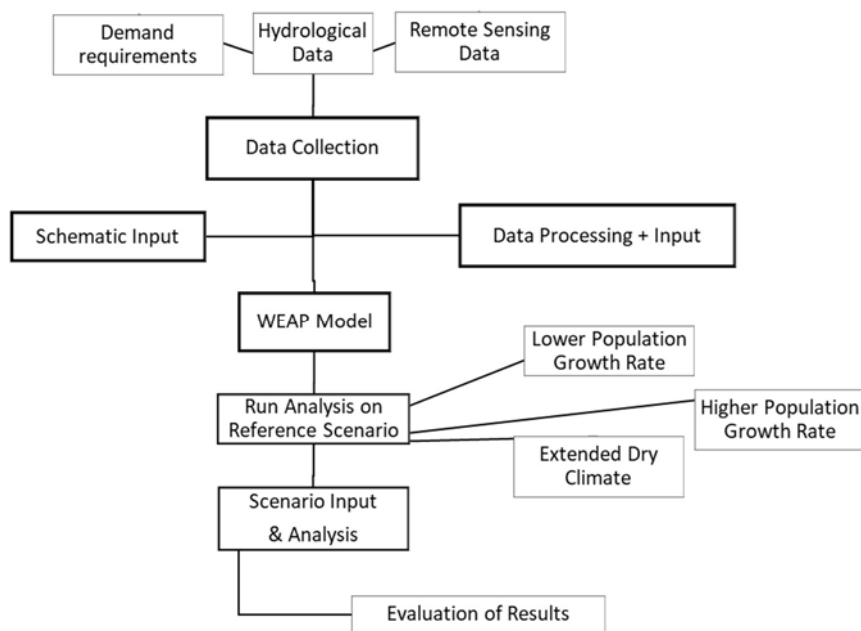 Demand
requirements
Hydrological
Data
Remote Sensing
Data
Data Collection
Schematic Input
Data Processing + Input
WEAP Model
Lower Population
Growth Rate
Run Analysis on
Reference Scenario
Higher Population
Growth Rate
Extended Dry
Climate
Scenario Input
& Analysis
Evaluation of Results